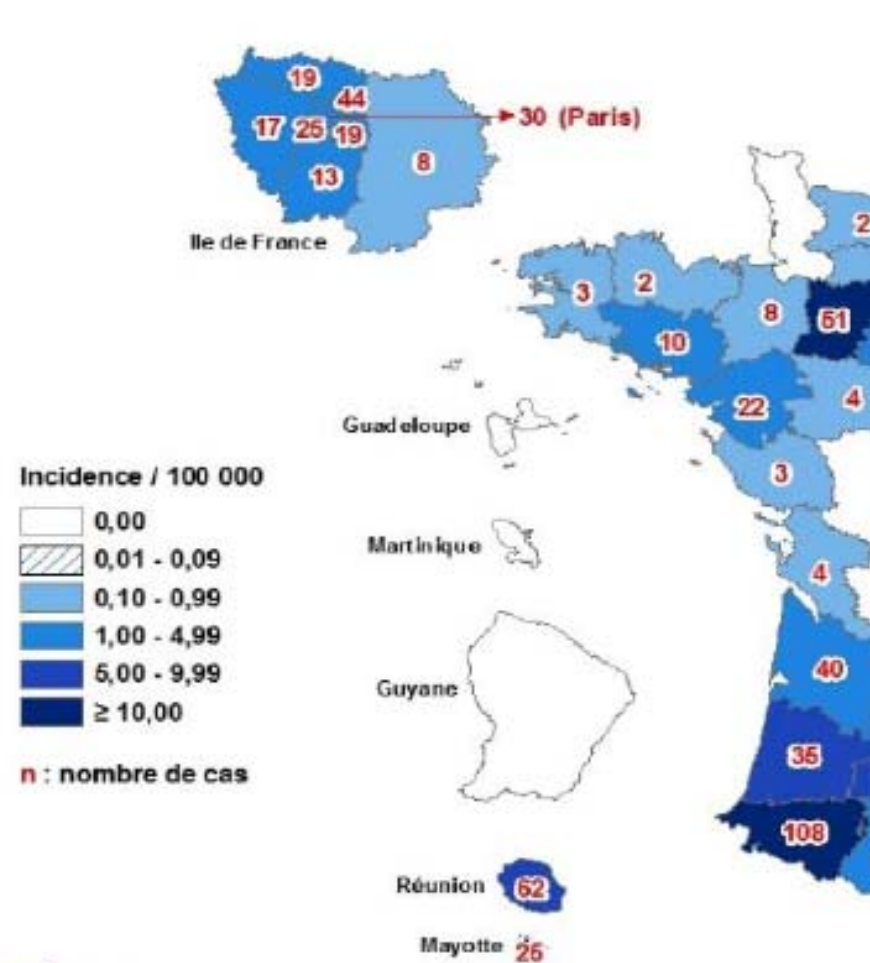 19
44
30 (Paris)
17 25 19
8
13
Ile de France
2
3
2
8
51
10
22
4
Guadeloupe
3
Incidence / 100 000
0,00
Martinique
0,01 - 0,09
4
0,10 - 0,99
1,00 - 4,99
40
5,00 - 9,99
Guyane
≥ 10,00
35
n : nombre de cas
108
Réunion
62
Mayotte
25